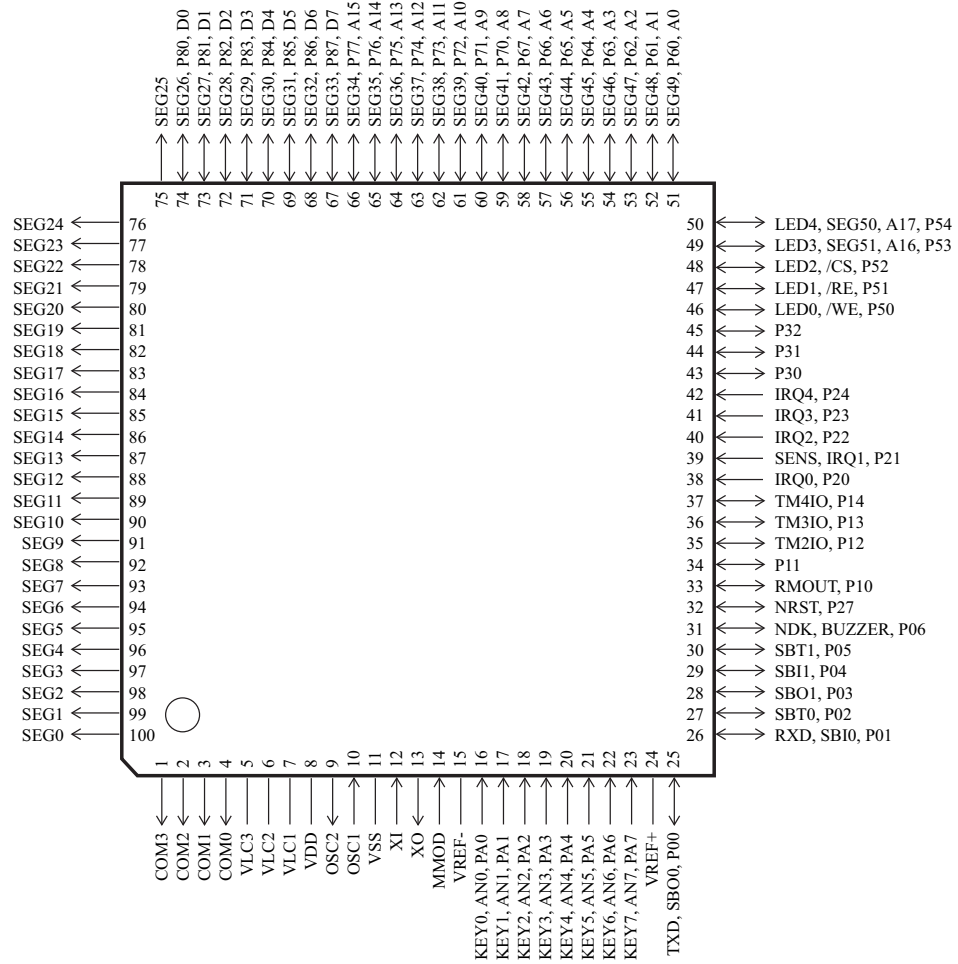 SEG25
SEG26, P80, D0
SEG27, P81, D1
SEG28, P82, D2
SEG29, P83, D3
SEG30, P84, D4
SEG31, P85, D5
SEG32, P86, D6
SEG33, P87, D7
SEG34, P77, A15
SEG35, P76, A14
SEG36, P75, A13
SEG37, P74, A12
SEG38, P73, A11
SEG39, P72, A10
SEG40, P71, A9
SEG41, P70, A8
SEG42, P67, A7
SEG43, P66, A6
SEG44, P65, A5
SEG45, P64, A4
SEG46, P63, A3
SEG47, P62, A2
SEG48, P61, A1
SEG49, P60, A0
75 74 73 72 71 70 69 68 67 66 65 64 63 62 61 60 59 58 57 56 55 54 53 52 51
SEG24 76 50 LED4, SEG50, A17, P54
SEG23 77 49 LED3, SEG51, A16, P53
SEG22 78 48 LED2, /CS, P52
SEG21 79 47 LED1, /RE, P51
SEG20 80 46 LED0, /WE, P50
SEG19 81 45 P32
SEG18 82 44 P31
SEG17 83 43 P30
SEG16 84 42 IRQ4, P24
SEG15 85 41 IRQ3, P23
SEG14 86 40 IRQ2, P22
SEG13 87 39 SENS, IRQ1, P21
SEG12 88 38 IRQ0, P20
SEG11 89 37 TM4IO, P14
SEG10 90 36 TM3IO, P13
SEG9 91 35 TM2IO, P12
SEG8 92 34 P11
SEG7 93 33 RMOUT, P10
SEG6 94 32 NRST, P27
SEG5 95 31 NDK, BUZZER, P06
SEG4 96 30 SBT1, P05
SEG3 97 29 SBI1, P04
SEG2 98 28 SBO1, P03
SEG1 99 27 SBT0, P02
SEG0 100 26 RXD, SBI0, P01
1 2 3 4 5 6 7 8 9 10 11 12 13 14 15 16 17 18 19 20 21 22 23 24 25
COM3
COM2
COM1
COM0
VLC3
VLC2
VLC1
VDD
OSC2
OSC1
VSS
XI
XO
MMOD
VREF-
KEY0, AN0, PA0
KEY1, AN1, PA1
KEY2, AN2, PA2
KEY3, AN3, PA3
KEY4, AN4, PA4
KEY5, AN5, PA5
KEY6, AN6, PA6
KEY7, AN7, PA7
VREF+
TXD, SBO0, P00